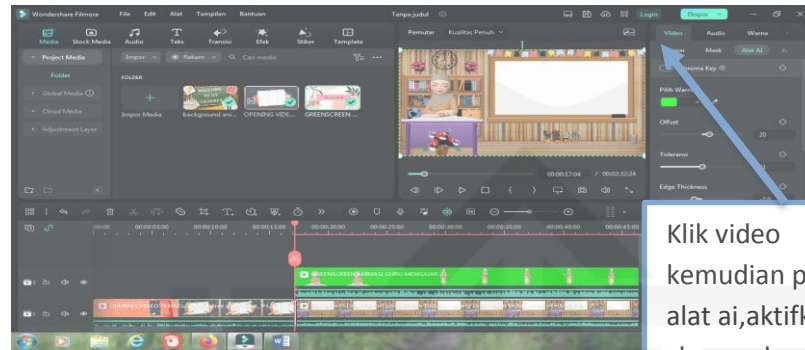 Wondershare Filmora File Edit Alat Tampilan Bantuan Tanpa judul Login Ekspor
Media Stock Media Audio Teks Transisi Efek Stiker Template
Pemutar Kualitas Penuh
Video Audio Warna
Mask Alat AI
Project Media
Impor Rekam Cari media
Folder
FOLDER
Global Media
Cloud Media
Adjustment Layer
Impor Media background ani... OPENING VIDE... GREENSCREEN ...
Chroma Key
Pilih Warna
Offset
20
Toleransi
Edge Thickness
00:00:17:04 / 00:02:32:24
00:00 00:00:05:00 00:00:10:00 00:00:15:00 00:00:20:00 00:00:25:00 00:00:30:00 00:00:35:00 00:00:40:00 00:00:45:00
GREENSCREEN ANIMASI GURU MENGAJAR
Klik video
kemudian p
alat ai,aktifk